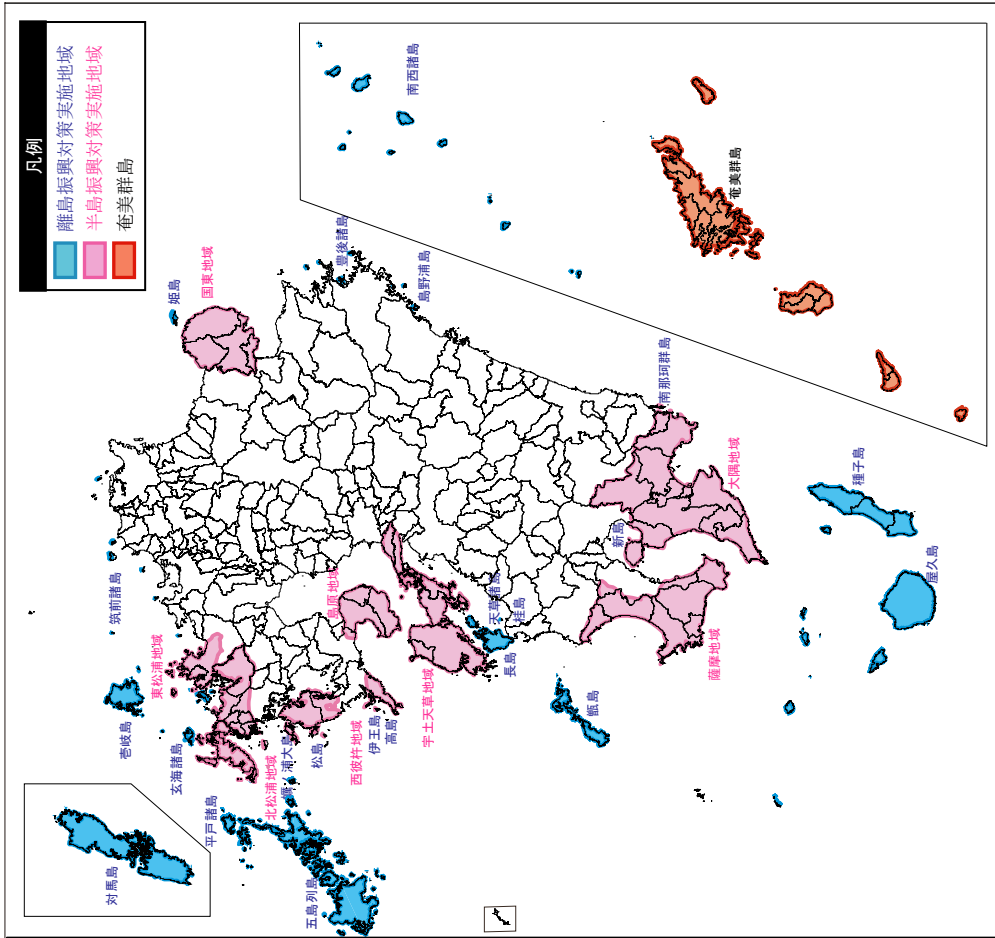 凡例
離島振興対策実施地域
半島振興対策実施地域
奄美群島
南西諸島
奄美群島
豊後諸島
島野浦島
姫島
国東地域
南那珂群島
大隅地域
種子島
屋久島
新島
薩摩地域
筑前諸島
東松浦地域
壱岐島
玄海諸島
島原地域
天草諸島
桂島
長島
甑島
宇土天草地域
高島
伊王島
西彼杵地域
松島
浦大島
北松浦地域
平戸諸島
五島列島
対馬島